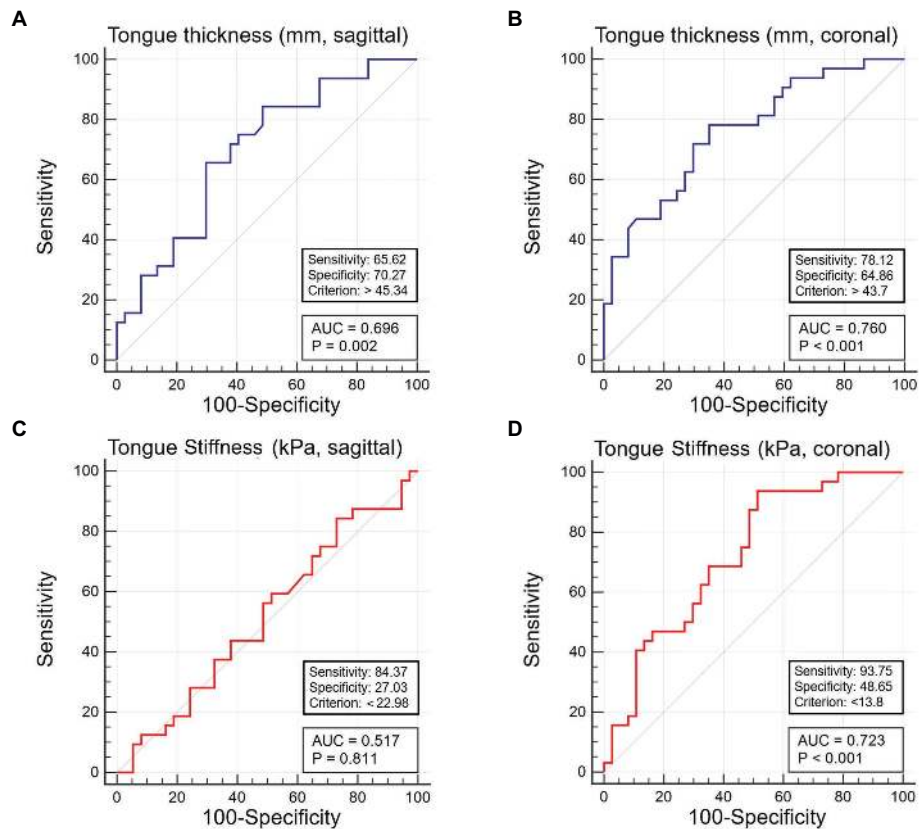 A
Tongue thickness (mm, sagittal)
100
80
60
40
20
0
Sensitivity
Sensitivity: 65.62
Specificity: 70.27
Criterion: > 45.34
AUC = 0.696
P = 0.002
0 20 40 60 80 100
100-Specificity
B
Tongue thickness (mm, coronal)
100
80
60
40
20
0
Sensitivity
Sensitivity: 78.12
Specificity: 64.86
Criterion: > 43.7
AUC = 0.760
P < 0.001
0 20 40 60 80 100
100-Specificity
C
Tongue Stiffness (kPa, sagittal)
100
80
60
40
20
0
Sensitivity
Sensitivity: 84.37
Specificity: 27.03
Criterion: <22.98
AUC = 0.517
P = 0.811
0 20 40 60 80 100
100-Specificity
D
Tongue Stiffness (kPa, coronal)
100
80
60
40
20
0
Sensitivity
Sensitivity: 93.75
Specificity: 48.65
Criterion: <13.8
AUC = 0.723
P < 0.001
0 20 40 60 80 100
100-Specificity